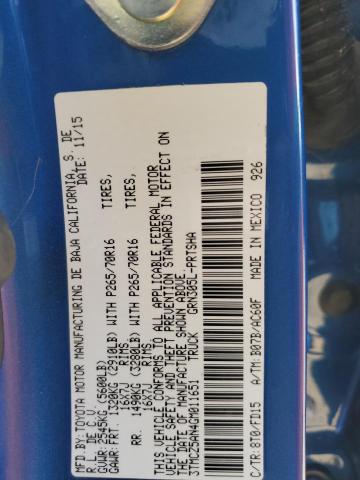 MFD.BY: TOYOTA MOTOR MANUFACTURING DE BAJA CALIFORNIA, S. DE
R.L. DE C.V. DATE: 11/15
GVWR: 2545KG (5600LB)
GAWR: FRT. 1320KG (2910LB) WITH P265/70R16 TIRES,
16X7J RIMS,
RR. 1490KG (3280LB) WITH P265/70R16 TIRES,
16X7J RIMS,
THIS VEHICLE CONFORMS TO ALL APPLICABLE FEDERAL MOTOR
VEHICLE SAFETY AND THEFT PREVENTION STANDARDS IN EFFECT ON
THE DATE OF MANUFACTURE SHOWN ABOVE.
3TMCZ5AN4GM011651 TRUCK GRN305L-PRTSHA
C/TR: 8T6/FD15 A/TM: B07B/AC60F MADE IN MEXICO 926